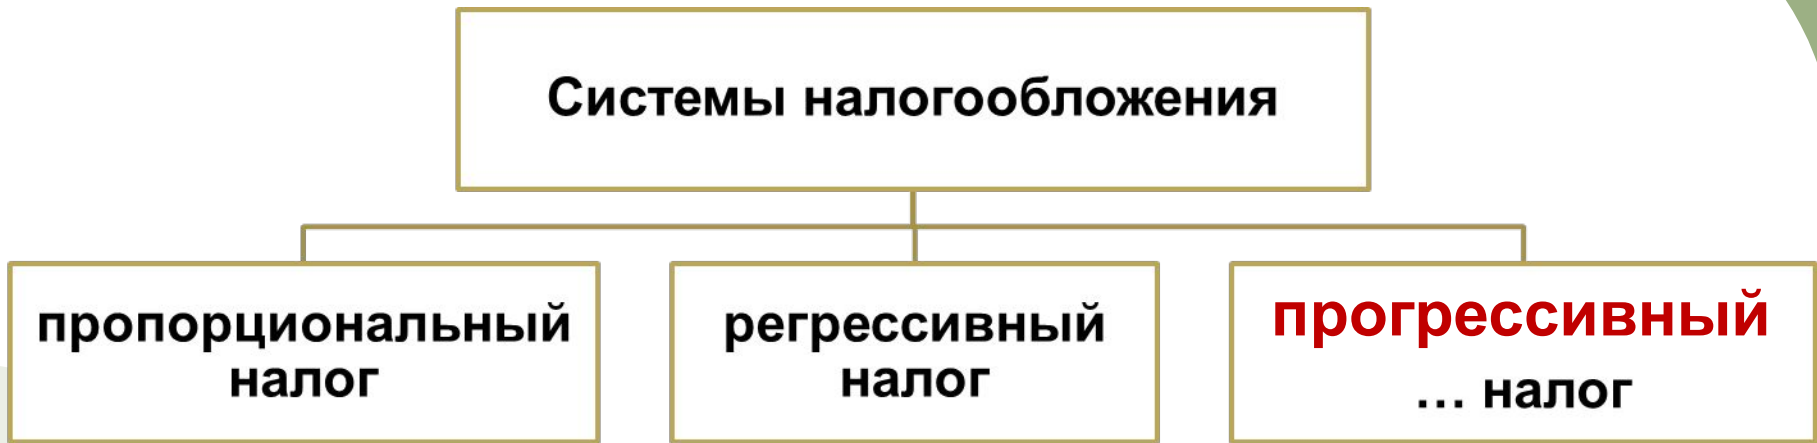 Системы налогообложения
пропорциональный
налог
регрессивный
налог
прогрессивный
… налог